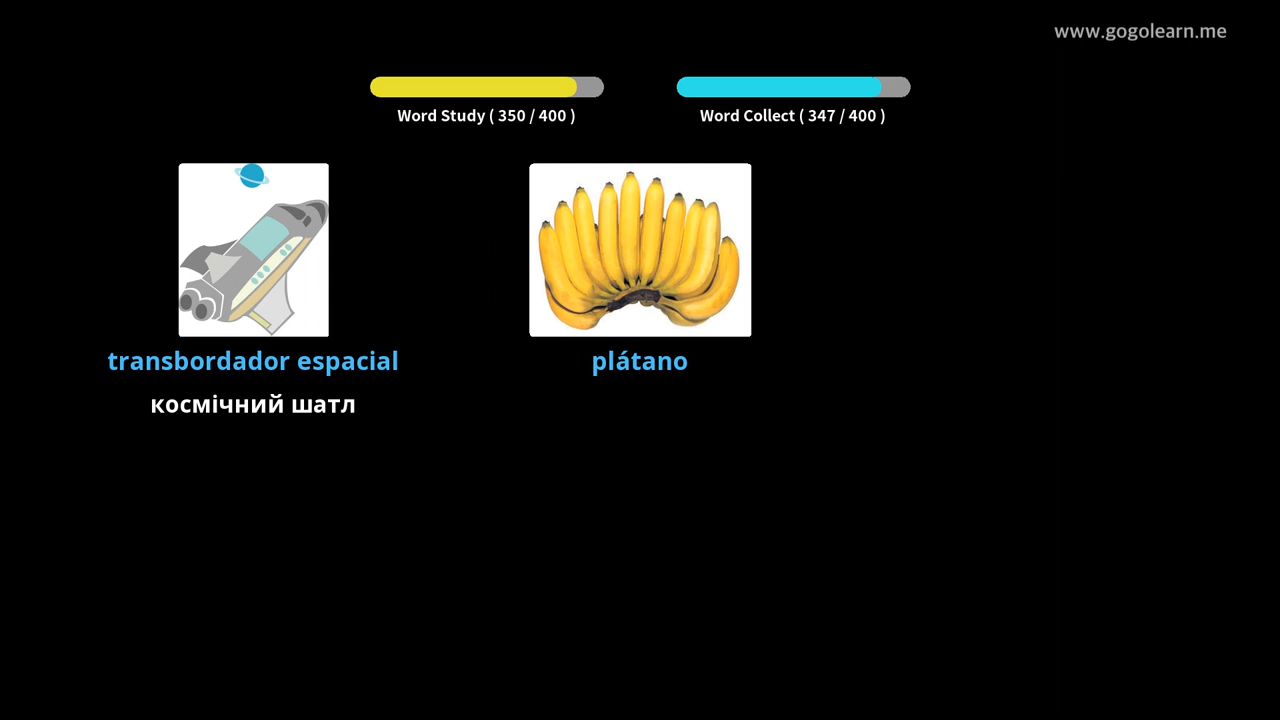 www.gogolearn.me
Word Study ( 350 / 400 )
Word Collect ( 347 / 400 )
transbordador espacial
plátano
космічний шатл